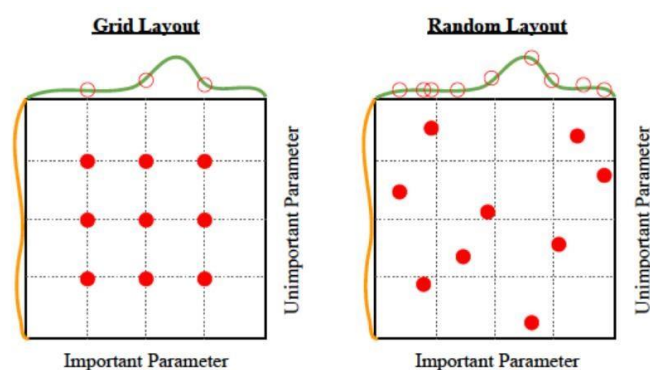 Grid Layout
Unimportant Parameter
Important Parameter
Random Layout
Unimportant Parameter
Important Parameter